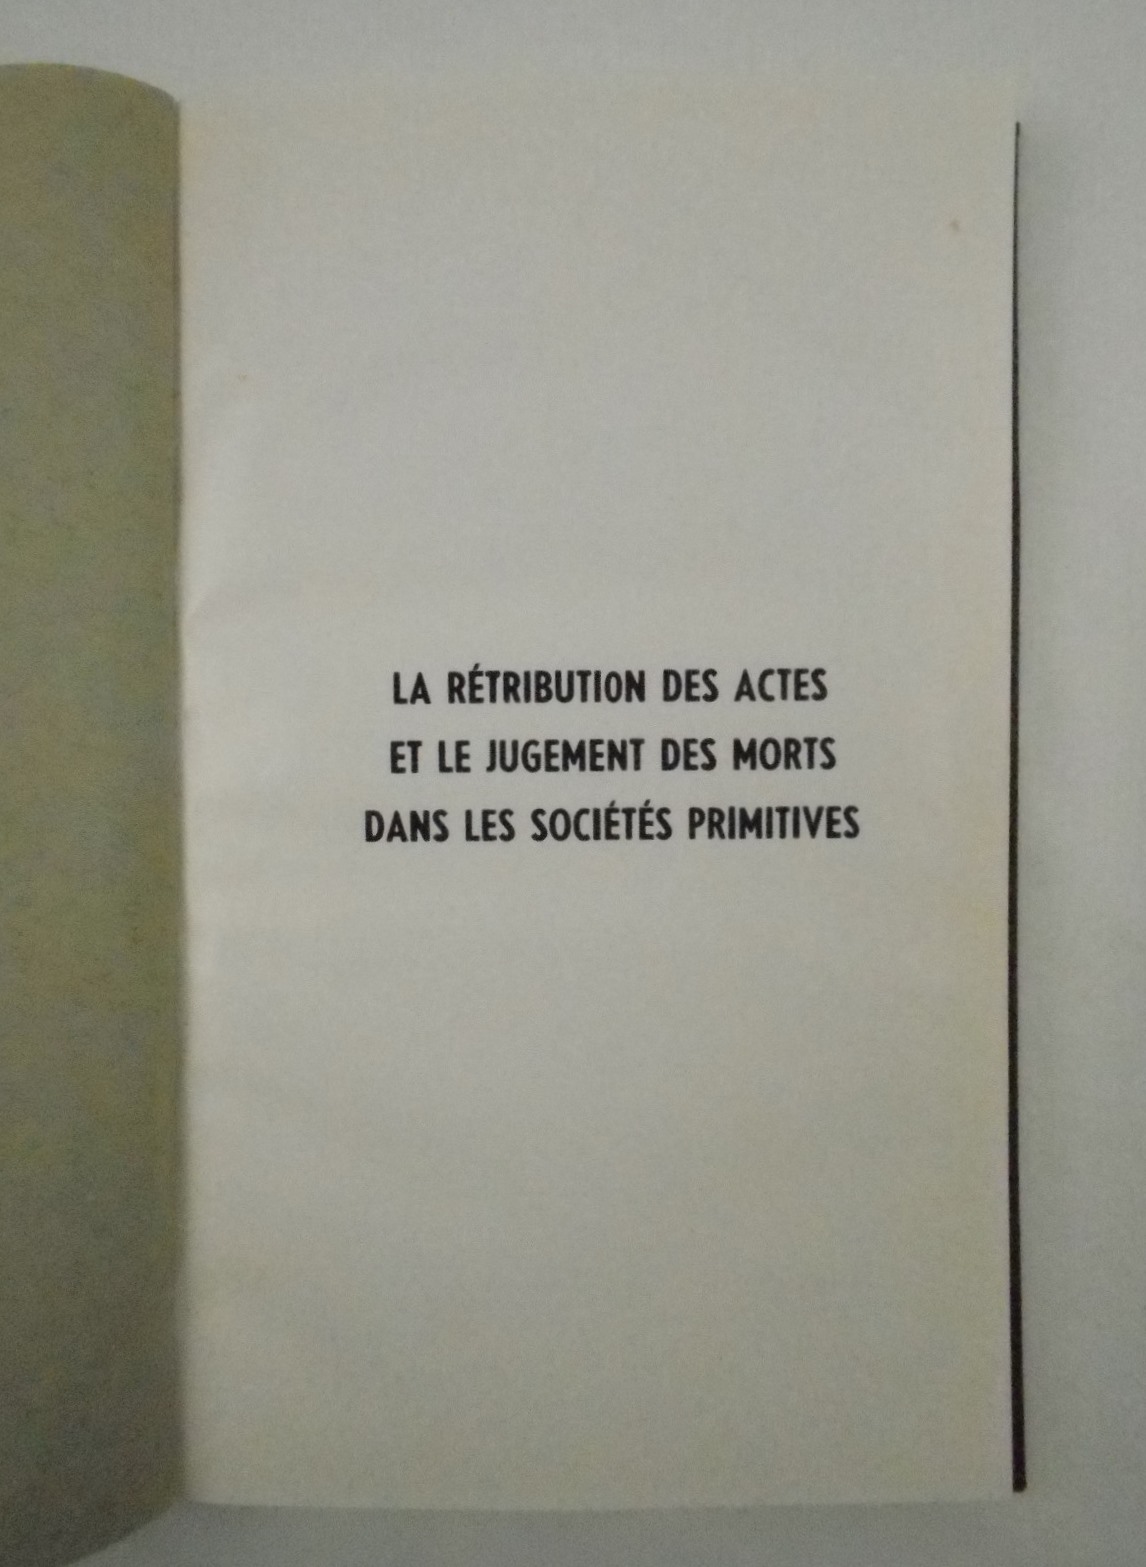 LA RÉTRIBUTION DES ACTES
ET LE JUGEMENT DES MORTS
DANS LES SOCIÉTÉS PRIMITIVES